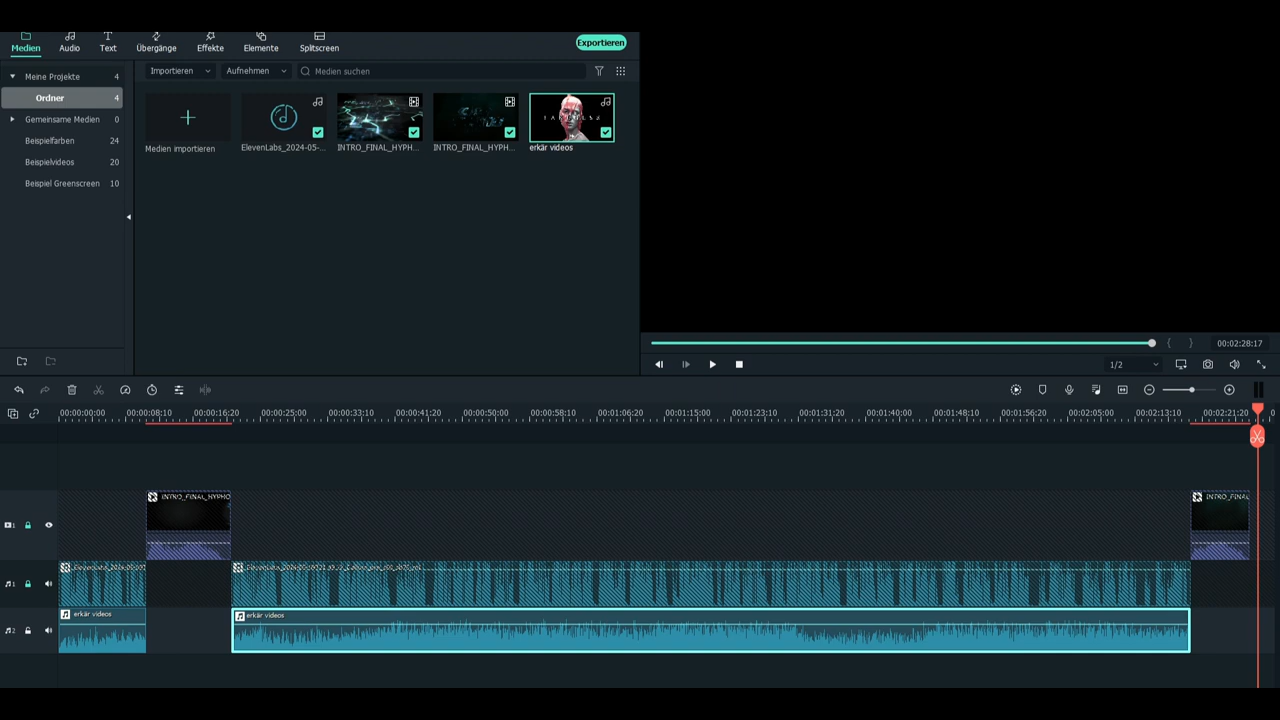 Medien Audio Text Übergänge Effekte Elemente Splitscreen Exportieren
Importieren Aufnehmen Medien suchen
Meine Projekte 4
Ordner 4
Gemeinsame Medien 0
Beispielfarben 24
Beispielvideos 20
Beispiel Greenscreen 10
Medien importieren ElevenLabs_2024-05-... INTRO_FINAL_HYPH... INTRO_FINAL_HYPH... erkär videos
00:02:28:17
1/2
00:00:00:00 00:00:08:10 00:00:16:20 00:00:25:00 00:00:33:10 00:00:41:20 00:00:50:00 00:00:58:10 00:01:06:20 00:01:15:00 00:01:23:10 00:01:31:20 00:01:40:00 00:01:48:10 00:01:56:20 00:02:05:00 00:02:13:10 00:02:21:20 0
INTRO_FINAL_HYPHO INTRO_FINAL
1
1
erkär videos erkär videos
2